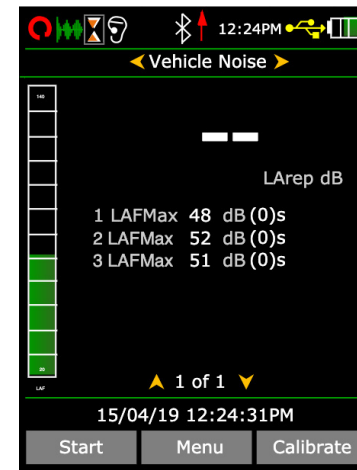 12:24PM
Vehicle Noise
140
--
LArep dB
1 LAFMax 48 dB (0)s
2 LAFMax 52 dB (0)s
3 LAFMax 51 dB (0)s
20
LAF
1 of 1
15/04/19 12:24:31PM
Start Menu Calibrate